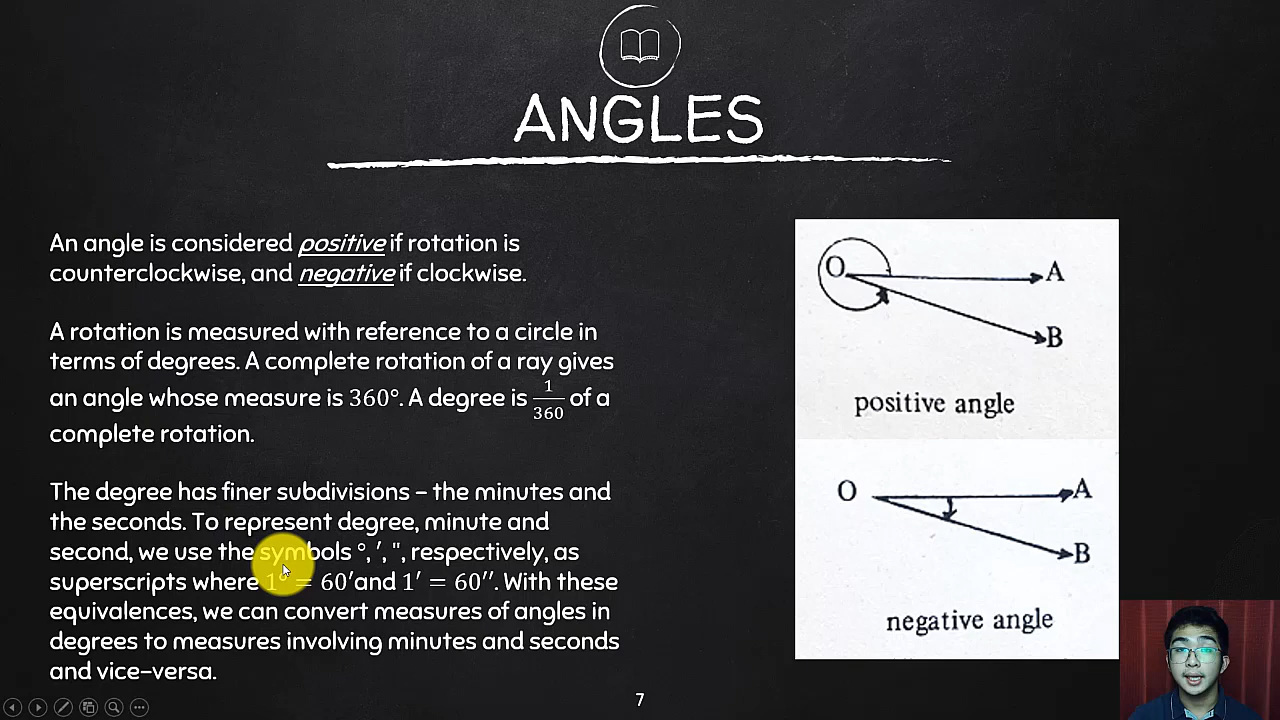 ANGLES
An angle is considered positive if rotation is
counterclockwise, and negative if clockwise.
A rotation is measured with reference to a circle in
terms of degrees. A complete rotation of a ray gives
an angle whose measure is 360°. A degree is 1/360 of a
complete rotation.
The degree has finer subdivisions – the minutes and
the seconds. To represent degree, minute and
second, we use the symbols °, ′, ", respectively, as
superscripts where 1° = 60′and 1′ = 60′′. With these
equivalences, we can convert measures of angles in
degrees to measures involving minutes and seconds
and vice-versa.
O
A
B
positive angle
O
A
B
negative angle
7